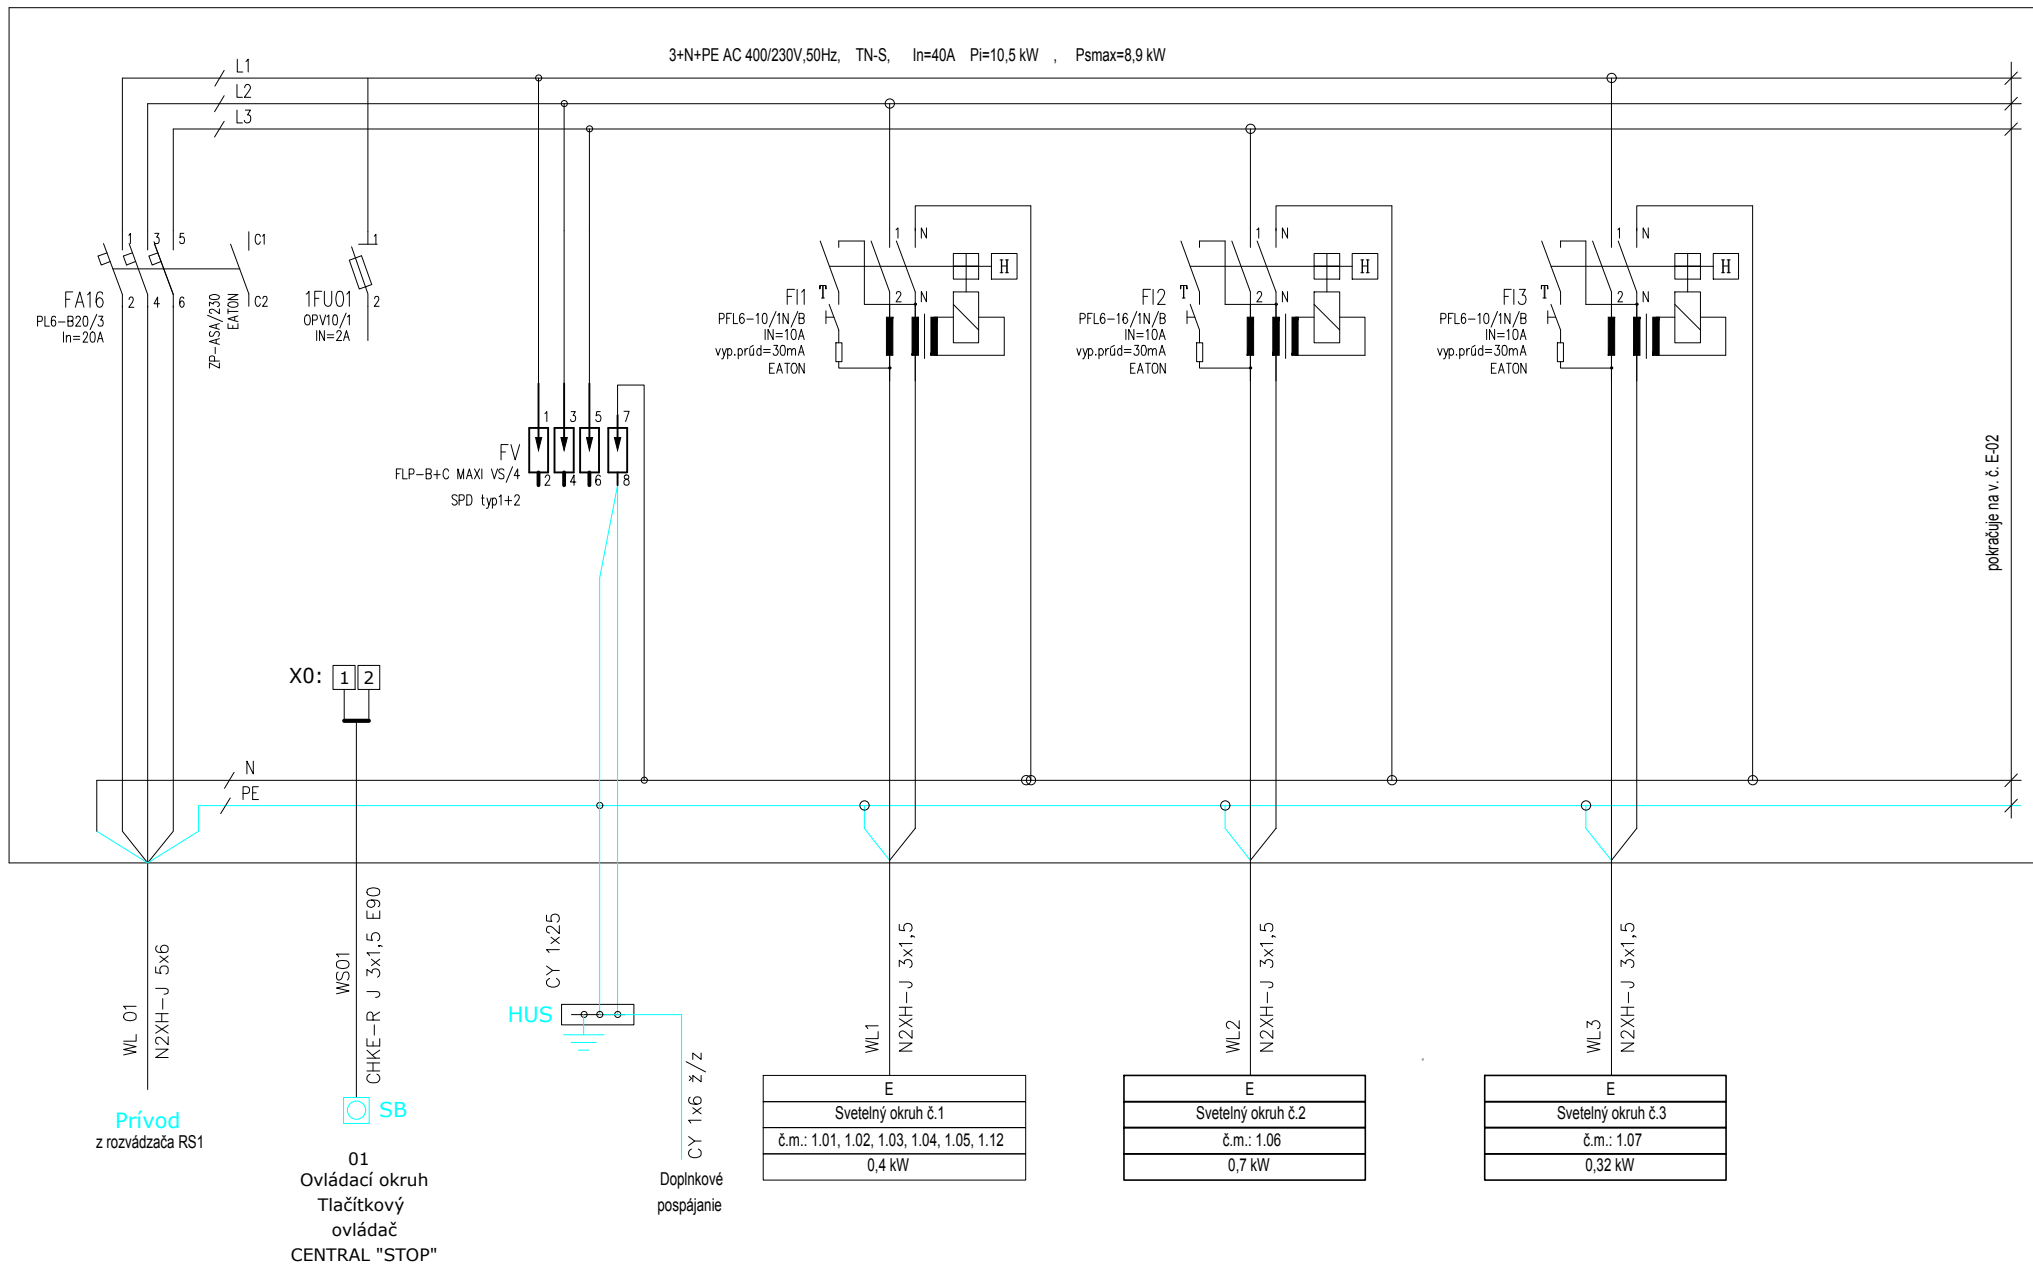 3+N+PE AC 400/230V,50Hz, TN-S, In=40A Pi=10,5 kW , Psmax=8,9 kW
L1
L2
L3
1 3 5 C1
2 4 6 C2
FA16
PL6-B20/3
In=20A
ZP-ASA/230
EATON
1
2
1FU01
OPV10/1
IN=2A
1 3 5 7
2 4 6 8
FV
FLP-B+C MAXI VS/4
SPD typ1+2
1 N
H
T
2 N
FI1
PFL6-10/1N/B
IN=10A
vyp.prúd=30mA
EATON
1 N
H
T
2 N
FI2
PFL6-16/1N/B
IN=10A
vyp.prúd=30mA
EATON
1 N
H
T
2 N
FI3
PFL6-10/1N/B
IN=10A
vyp.prúd=30mA
EATON
pokračuje na v. č. E-02
X0: 1 2
N
PE
WL 01
N2XH-J 5x6
Prívod
z rozvádzača RS1
WS01
CHKE-R J 3x1,5 E90
SB
01
Ovládací okruh
Tlačítkový
ovládač
CENTRAL "STOP"
CY 1x25
HUS
CY 1x6 ž/z
Doplnkové
pospájanie
WL1
N2XH-J 3x1,5
E
Svetelný okruh č.1
č.m.: 1.01, 1.02, 1.03, 1.04, 1.05, 1.12
0,4 kW
WL2
N2XH-J 3x1,5
E
Svetelný okruh č.2
č.m.: 1.06
0,7 kW
WL3
N2XH-J 3x1,5
E
Svetelný okruh č.3
č.m.: 1.07
0,32 kW